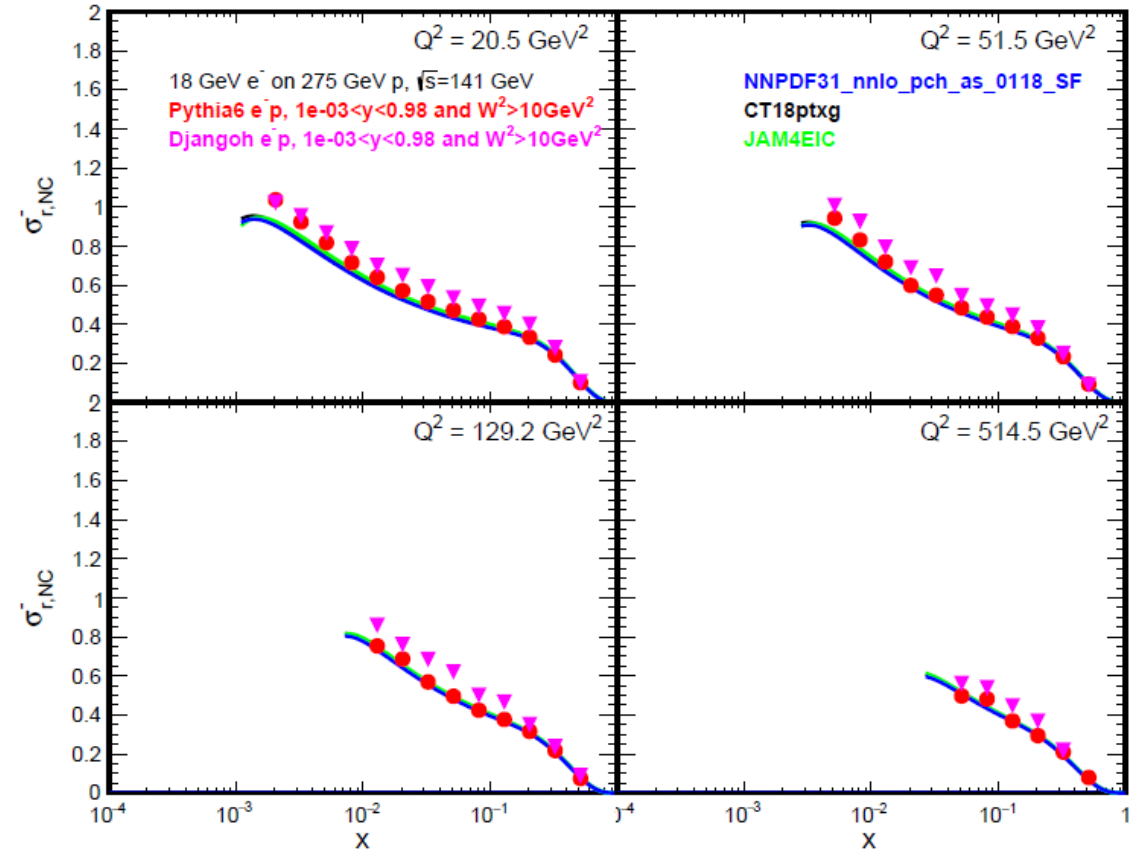 Q² = 20.5 GeV²
18 GeV e⁻ on 275 GeV p, √s=141 GeV
Pythia6 e⁻p, 1e-03<y<0.98 and W²>10GeV²
Djangoh e⁻p, 1e-03<y<0.98 and W²>10GeV²
Q² = 51.5 GeV²
NNPDF31_nnlo_pch_as_0118_SF
CT18ptxg
JAM4EIC
σ⁻r,NC
2
1.8
1.6
1.4
1.2
1
0.8
0.6
0.4
0.2
Q² = 129.2 GeV²
Q² = 514.5 GeV²
σ⁻r,NC
2
1.8
1.6
1.4
1.2
1
0.8
0.6
0.4
0.2
0
10⁻⁴
10⁻³
10⁻²
10⁻¹
10⁻³
10⁻²
10⁻¹
1
x
x